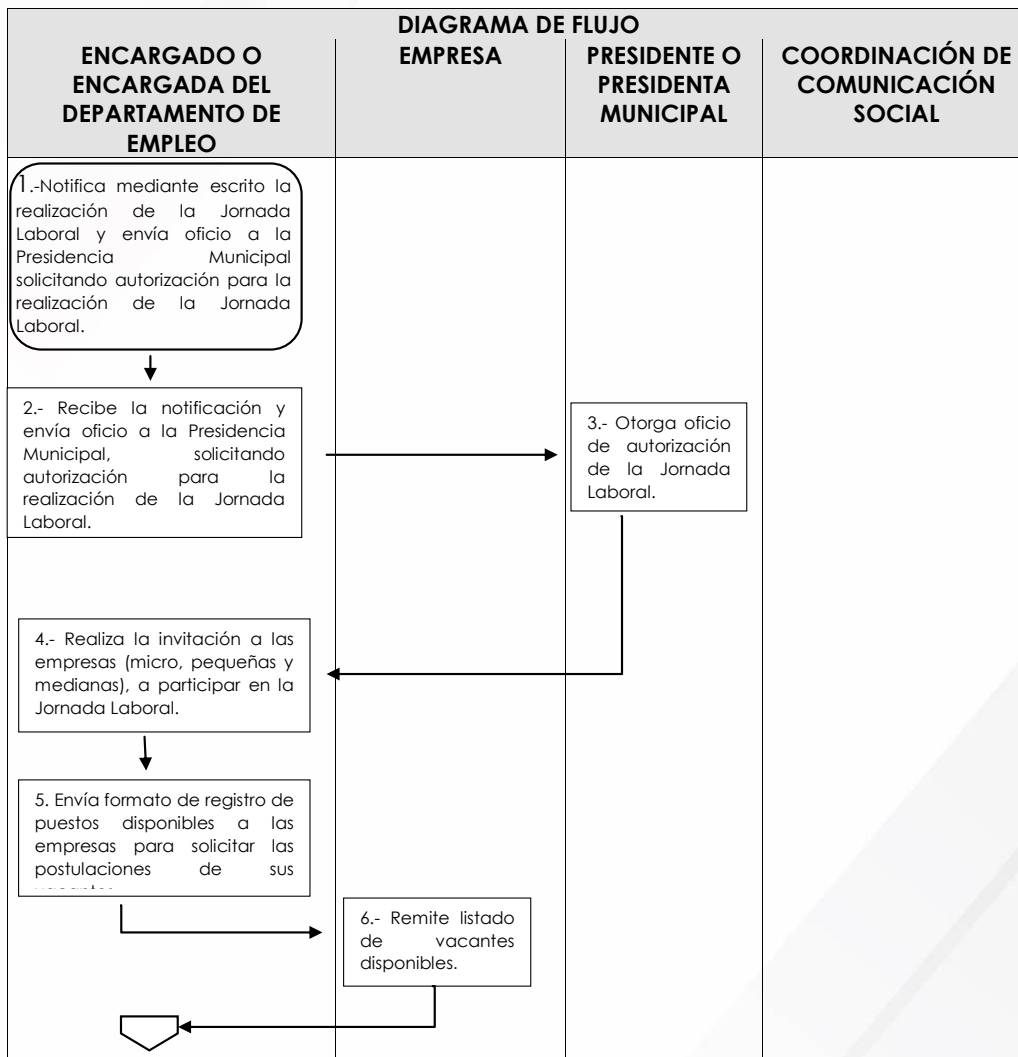 DIAGRAMA DE FLUJO
ENCARGADO O
ENCARGADA DEL
DEPARTAMENTO DE
EMPLEO
EMPRESA
PRESIDENTE O
PRESIDENTA
MUNICIPAL
COORDINACIÓN DE
COMUNICACIÓN
SOCIAL
1.-Notifica mediante escrito la
realización de la Jornada
Laboral y envía oficio a la
Presidencia Municipal
solicitando autorización para la
realización de la Jornada
Laboral.
2.- Recibe la notificación y
envía oficio a la Presidencia
Municipal, solicitando
autorización para la
realización de la Jornada
Laboral.
3.- Otorga oficio
de autorización
de la Jornada
Laboral.
4.- Realiza la invitación a las
empresas (micro, pequeñas y
medianas), a participar en la
Jornada Laboral.
5. Envía formato de registro de
puestos disponibles a las
empresas para solicitar las
postulaciones de sus
6.- Remite listado
de vacantes
disponibles.